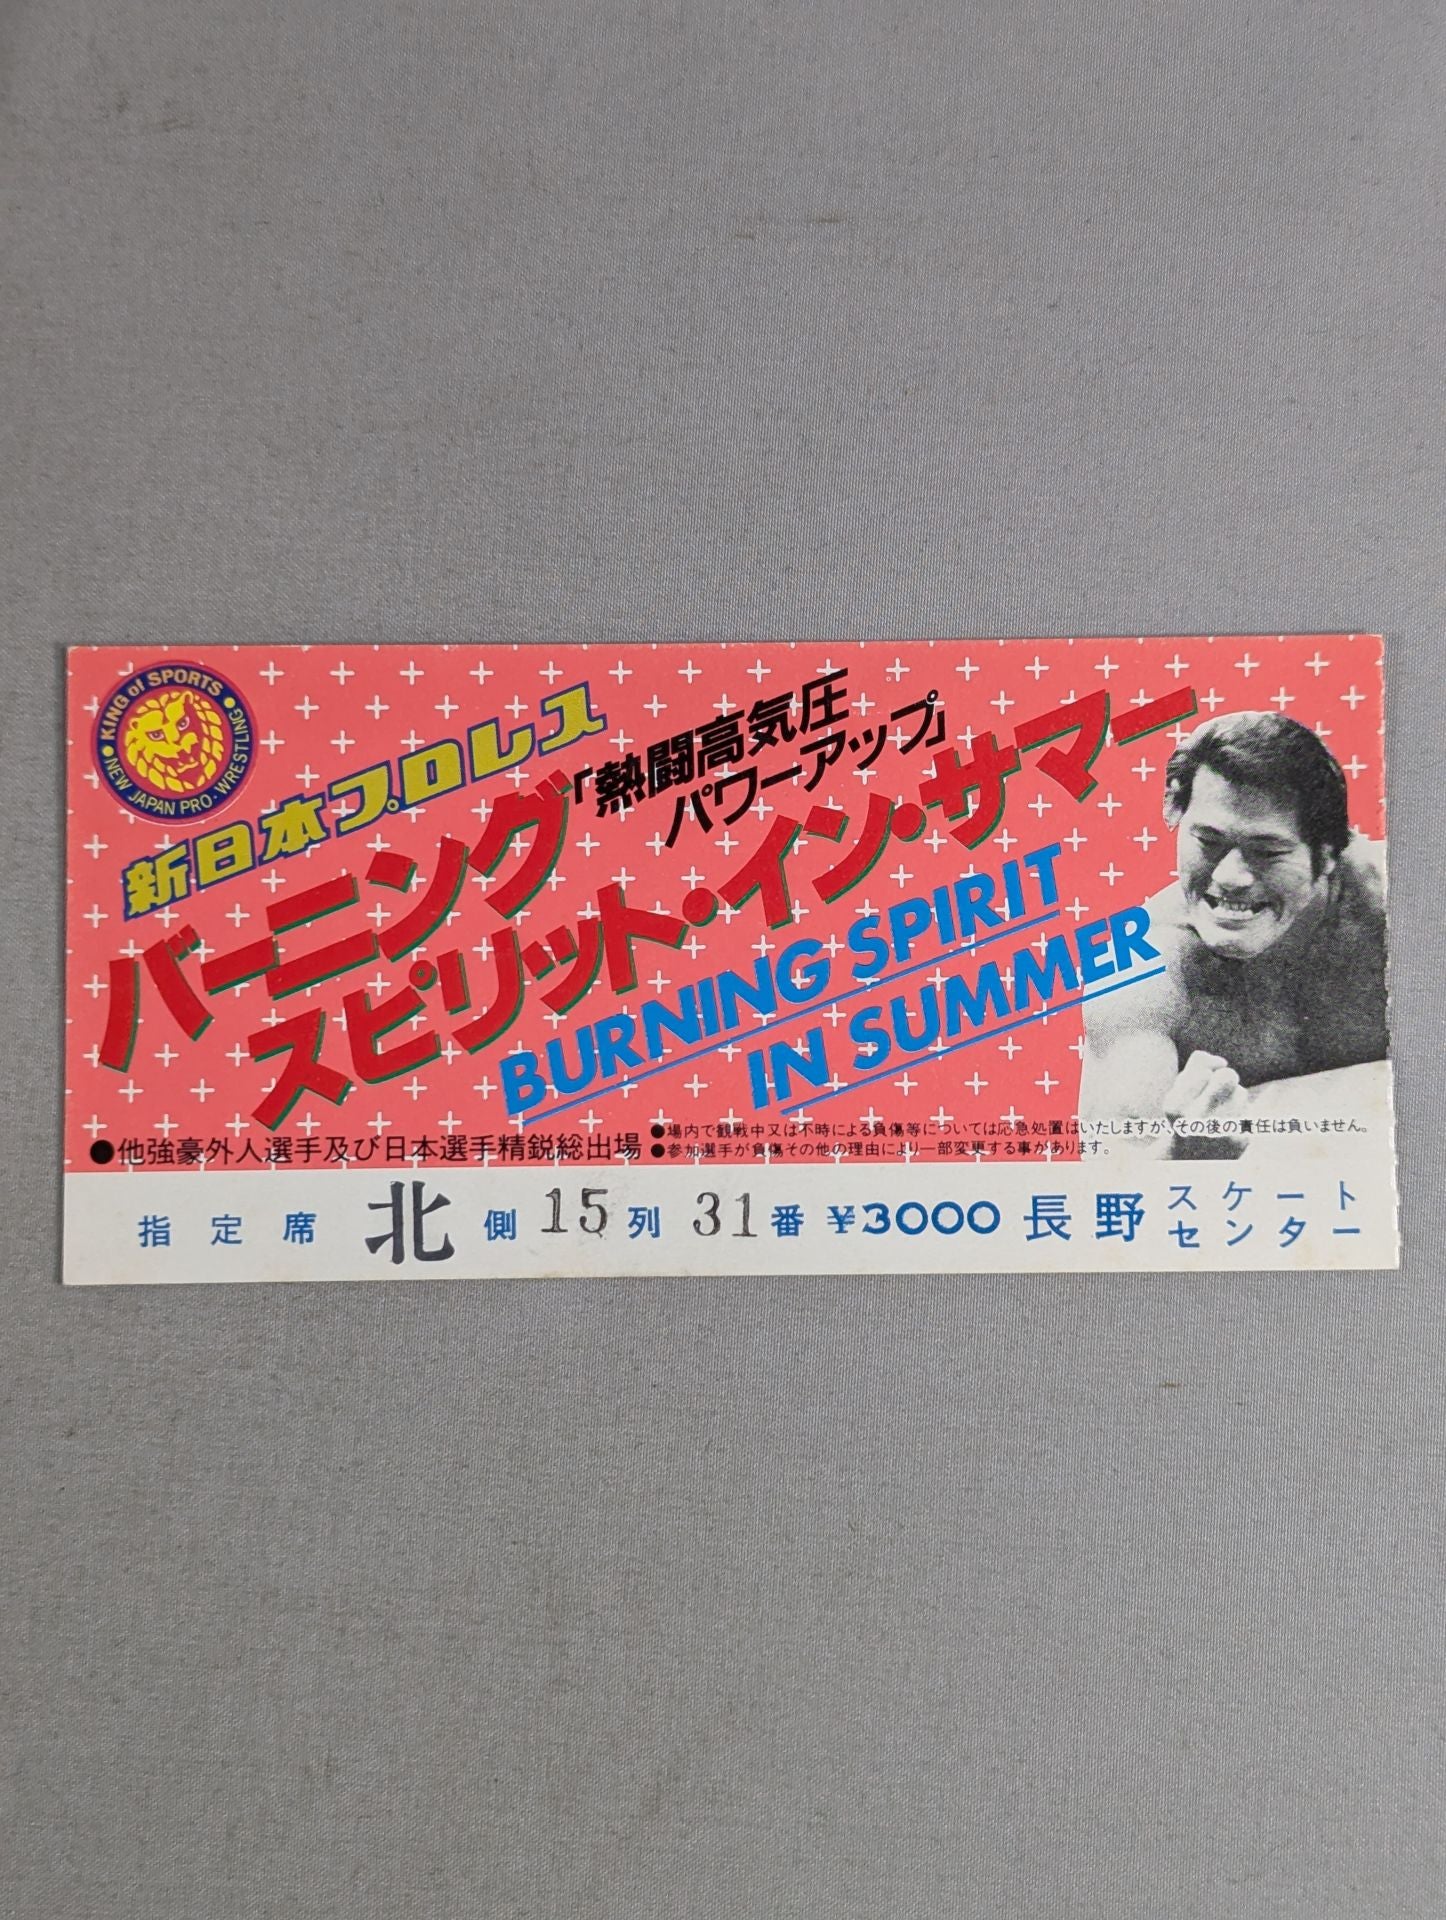 KING of SPORTS
NEW JAPAN PRO-WRESTLING
新日本プロレス
「熱闘高気圧
パワーアップ」
バーニング
スピリット・イン・サマー
BURNING SPIRIT
IN SUMMER
●他強豪外人選手及び日本選手精鋭総出場
●場内で観戦中又は不時による負傷等については応急処置はいたしますが、その後の責任は負いません。
●参加選手が負傷その他の理由により一部変更する事があります。
指定席 北 側 15 列 31 番 ¥3000 長野 スケート
センター